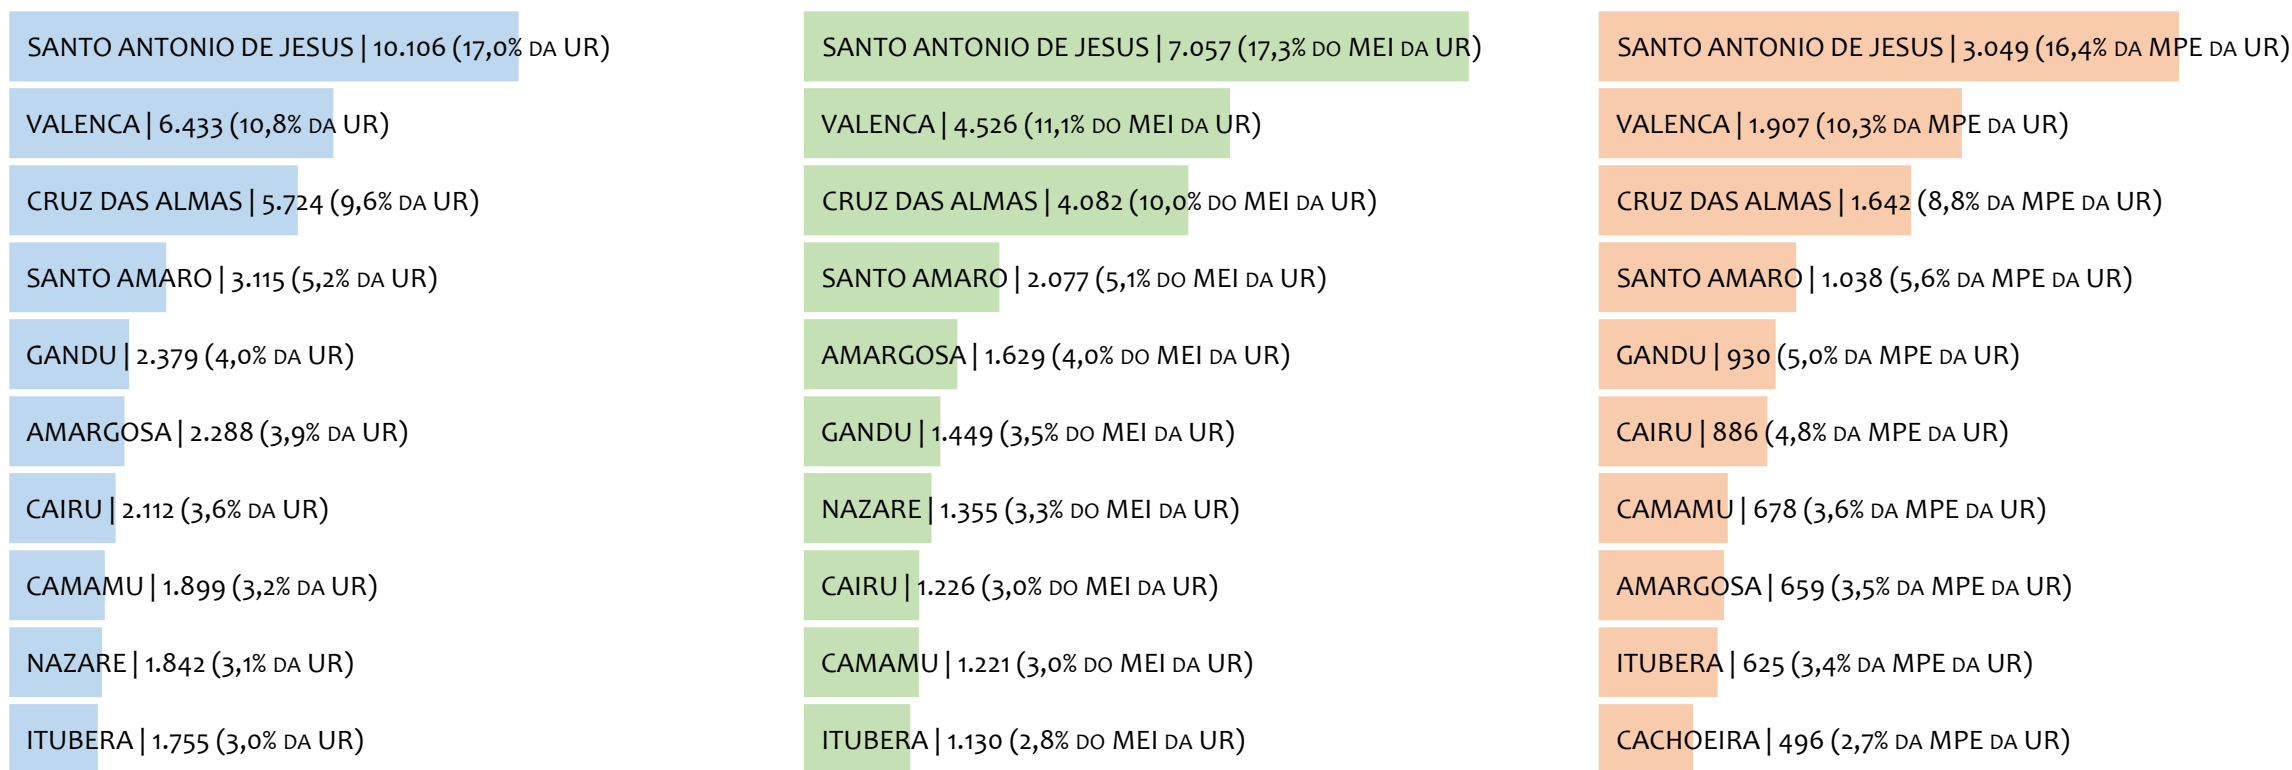 SANTO ANTONIO DE JESUS | 10.106 (17,0% DA UR)
VALENCA | 6.433 (10,8% DA UR)
CRUZ DAS ALMAS | 5.724 (9,6% DA UR)
SANTO AMARO | 3.115 (5,2% DA UR)
GANDU | 2.379 (4,0% DA UR)
AMARGOSA | 2.288 (3,9% DA UR)
CAIRU | 2.112 (3,6% DA UR)
CAMAMU | 1.899 (3,2% DA UR)
NAZARE | 1.842 (3,1% DA UR)
ITUBERA | 1.755 (3,0% DA UR)
SANTO ANTONIO DE JESUS | 7.057 (17,3% DO MEI DA UR)
VALENCA | 4.526 (11,1% DO MEI DA UR)
CRUZ DAS ALMAS | 4.082 (10,0% DO MEI DA UR)
SANTO AMARO | 2.077 (5,1% DO MEI DA UR)
AMARGOSA | 1.629 (4,0% DO MEI DA UR)
GANDU | 1.449 (3,5% DO MEI DA UR)
NAZARE | 1.355 (3,3% DO MEI DA UR)
CAIRU | 1.226 (3,0% DO MEI DA UR)
CAMAMU | 1.221 (3,0% DO MEI DA UR)
ITUBERA | 1.130 (2,8% DO MEI DA UR)
SANTO ANTONIO DE JESUS | 3.049 (16,4% DA MPE DA UR)
VALENCA | 1.907 (10,3% DA MPE DA UR)
CRUZ DAS ALMAS | 1.642 (8,8% DA MPE DA UR)
SANTO AMARO | 1.038 (5,6% DA MPE DA UR)
GANDU | 930 (5,0% DA MPE DA UR)
CAIRU | 886 (4,8% DA MPE DA UR)
CAMAMU | 678 (3,6% DA MPE DA UR)
AMARGOSA | 659 (3,5% DA MPE DA UR)
ITUBERA | 625 (3,4% DA MPE DA UR)
CACHOEIRA | 496 (2,7% DA MPE DA UR)